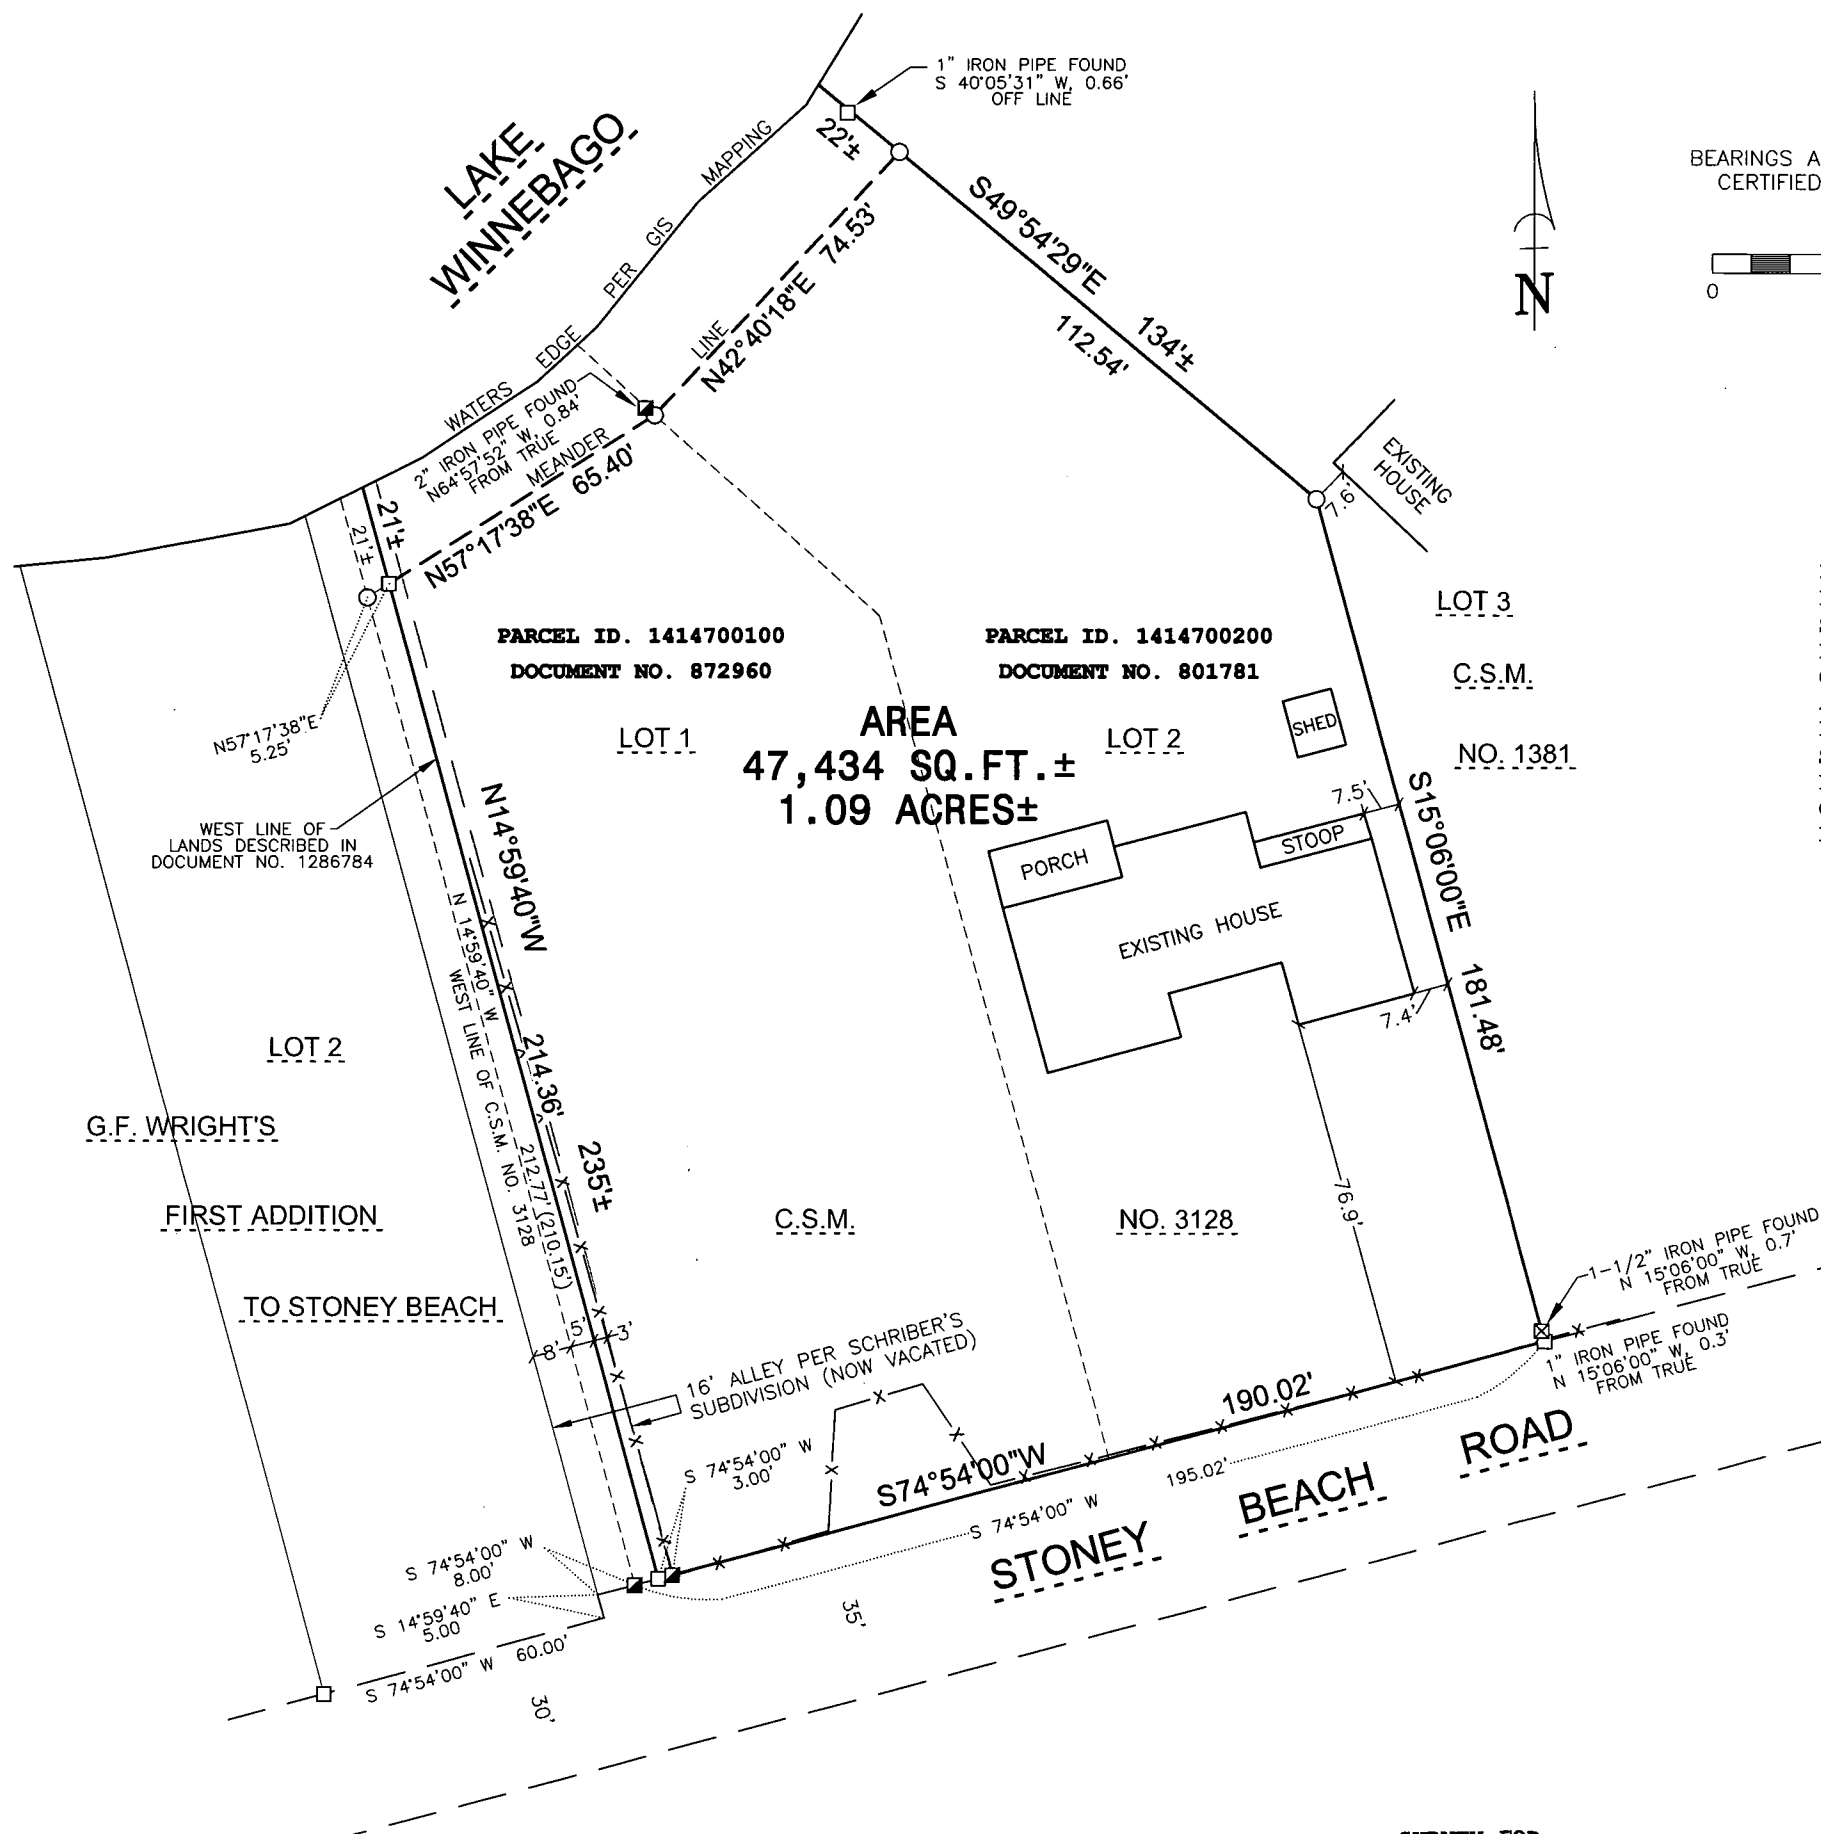 1" IRON PIPE FOUND
S 40°05'31" W, 0.66'
OFF LINE
LAKE
WINNEBAGO
22'±
WATERS EDGE PER GIS MAPPING
BEARINGS A
CERTIFIED
N
0
S49°54'29"E
134'±
112.54'
MEANDER LINE
N42°40'18"E 74.53'
2" IRON PIPE FOUND
N64°57'52" W, 0.84'
FROM TRUE
N57°17'38"E 65.40'
EXISTING
HOUSE
7.6'
21'±
21'±
N57°17'38"E
5.25'
PARCEL ID. 1414700100
DOCUMENT NO. 872960
LOT 1
PARCEL ID. 1414700200
DOCUMENT NO. 801781
LOT 2
AREA
47,434 SQ.FT.±
1.09 ACRES±
LOT 3
C.S.M.
NO. 1381
SHED
7.5'
STOOP
PORCH
EXISTING HOUSE
7.4'
S15°06'00"E 181.48'
WEST LINE OF
LANDS DESCRIBED IN
DOCUMENT NO. 1286784
N14°59'40"W
214.36'
235'±
N 14°59'40" W
212.77' (210.15')
WEST LINE OF C.S.M. NO. 3128
LOT 2
G.F. WRIGHT'S
FIRST ADDITION
TO STONEY BEACH
C.S.M.
NO. 3128
76.9'
8'
5'
3'
16' ALLEY PER SCHRIBER'S
SUBDIVISION (NOW VACATED)
1-1/2" IRON PIPE FOUND
N 15°06'00" W, 0.7'
FROM TRUE
1" IRON PIPE FOUND
N 15°06'00" W, 0.3'
FROM TRUE
S 74°54'00" W
3.00'
S74°54'00"W
190.02'
S 74°54'00" W
195.02'
STONEY BEACH ROAD
S 74°54'00" W
8.00'
S 14°59'40" E
5.00
S 74°54'00" W 60.00'
35'
30'